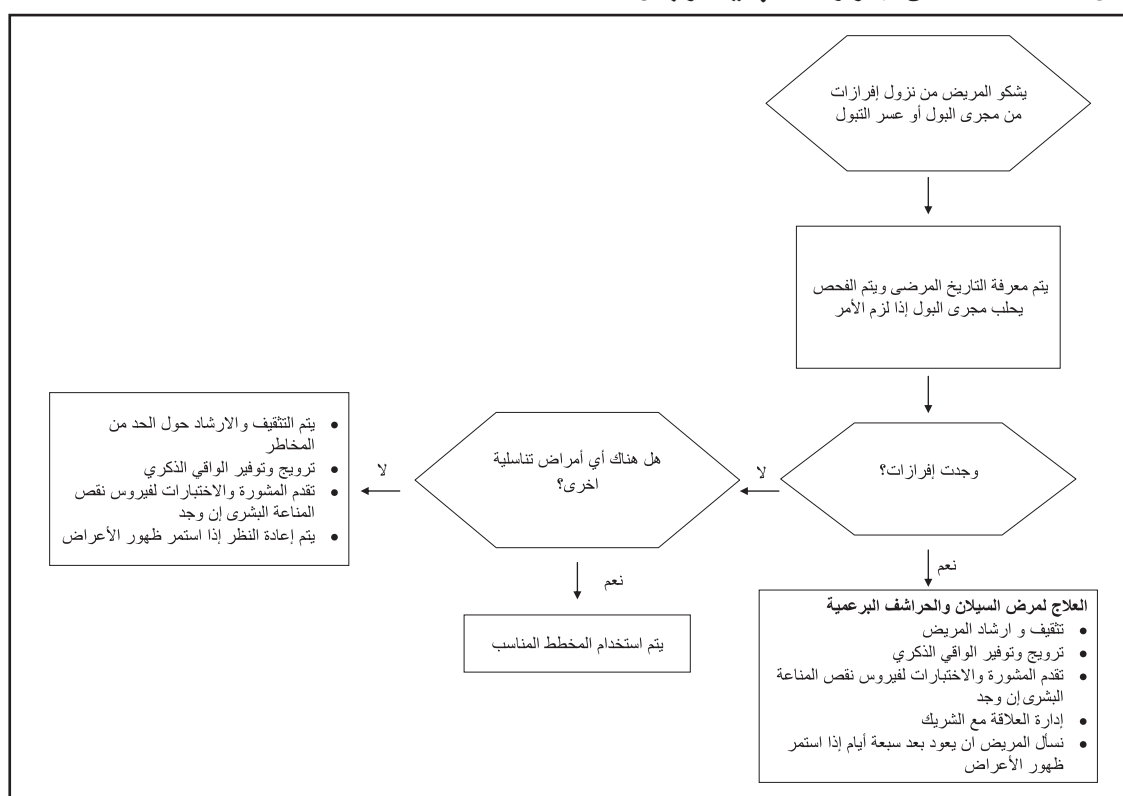 يشكو المريض من نزول إفرازات
من مجرى البول أو عسر التبول
يتم معرفة التاريخ المرضى ويتم الفحص
يحلب مجرى البول إذا لزم الأمر
وجدت إفرازات؟
لا
هل هناك أي أمراض تناسلية
اخرى؟
لا
• يتم التثقيف والارشاد حول الحد من
المخاطر
• ترويج وتوفير الواقي الذكري
• تقدم المشورة والاختبارات لفيروس نقص
المناعة البشرى إن وجد
• يتم إعادة النظر إذا استمر ظهور الأعراض
نعم
يتم استخدام المخطط المناسب
نعم
العلاج لمرض السيلان والحراشف البرعمية
• تثقيف و ارشاد المريض
• ترويج وتوفير الواقي الذكري
• تقدم المشورة والاختبارات لفيروس نقص المناعة
البشرى إن وجد
• إدارة العلاقة مع الشريك
• نسأل المريض ان يعود بعد سبعة أيام إذا استمر
ظهور الأعراض